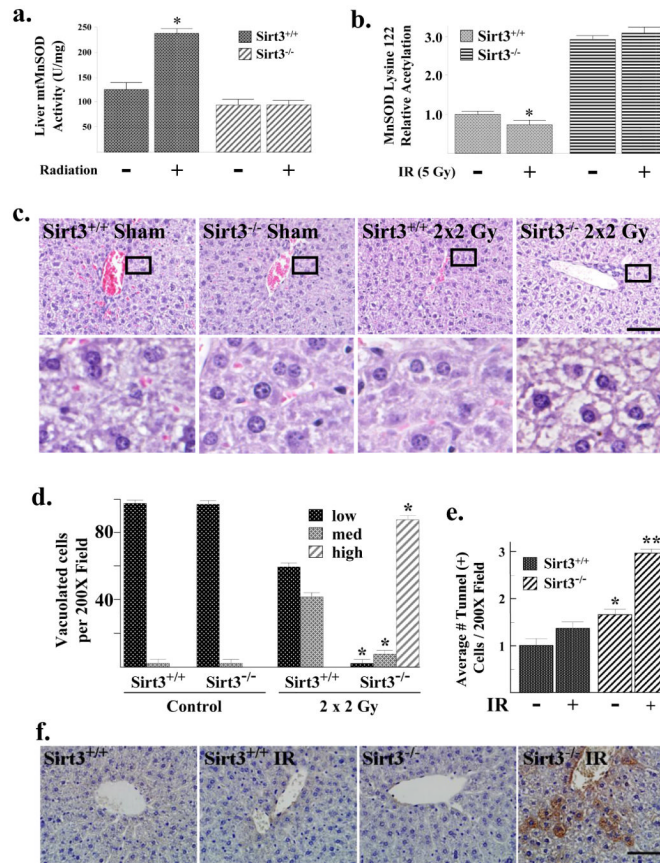 a.
Liver mtMnSOD
Activity (U/mg)
250
200
150
100
50
*
Sirt3+/+
Sirt3-/-
Radiation - + - +
b.
MnSOD Lysine 122
Relative Acetylation
3.0
1.0
Sirt3+/+
Sirt3-/-
*
IR (5 Gy) - + - +
c.
Sirt3+/+ Sham
Sirt3-/- Sham
Sirt3+/+ 2x2 Gy
Sirt3-/- 2x2 Gy
d.
Vacuolated cells
per 200X Field
80
40
low
med
high
*
* *
Sirt3+/+ Sirt3-/- Sirt3+/+ Sirt3-/-
Control 2 x 2 Gy
e.
Average # Tunnel (+)
Cells / 200X Field
3
2
1
0
Sirt3+/+
Sirt3-/-
*
**
IR - + - +
f.
Sirt3+/+
Sirt3+/+ IR
Sirt3-/-
Sirt3-/- IR